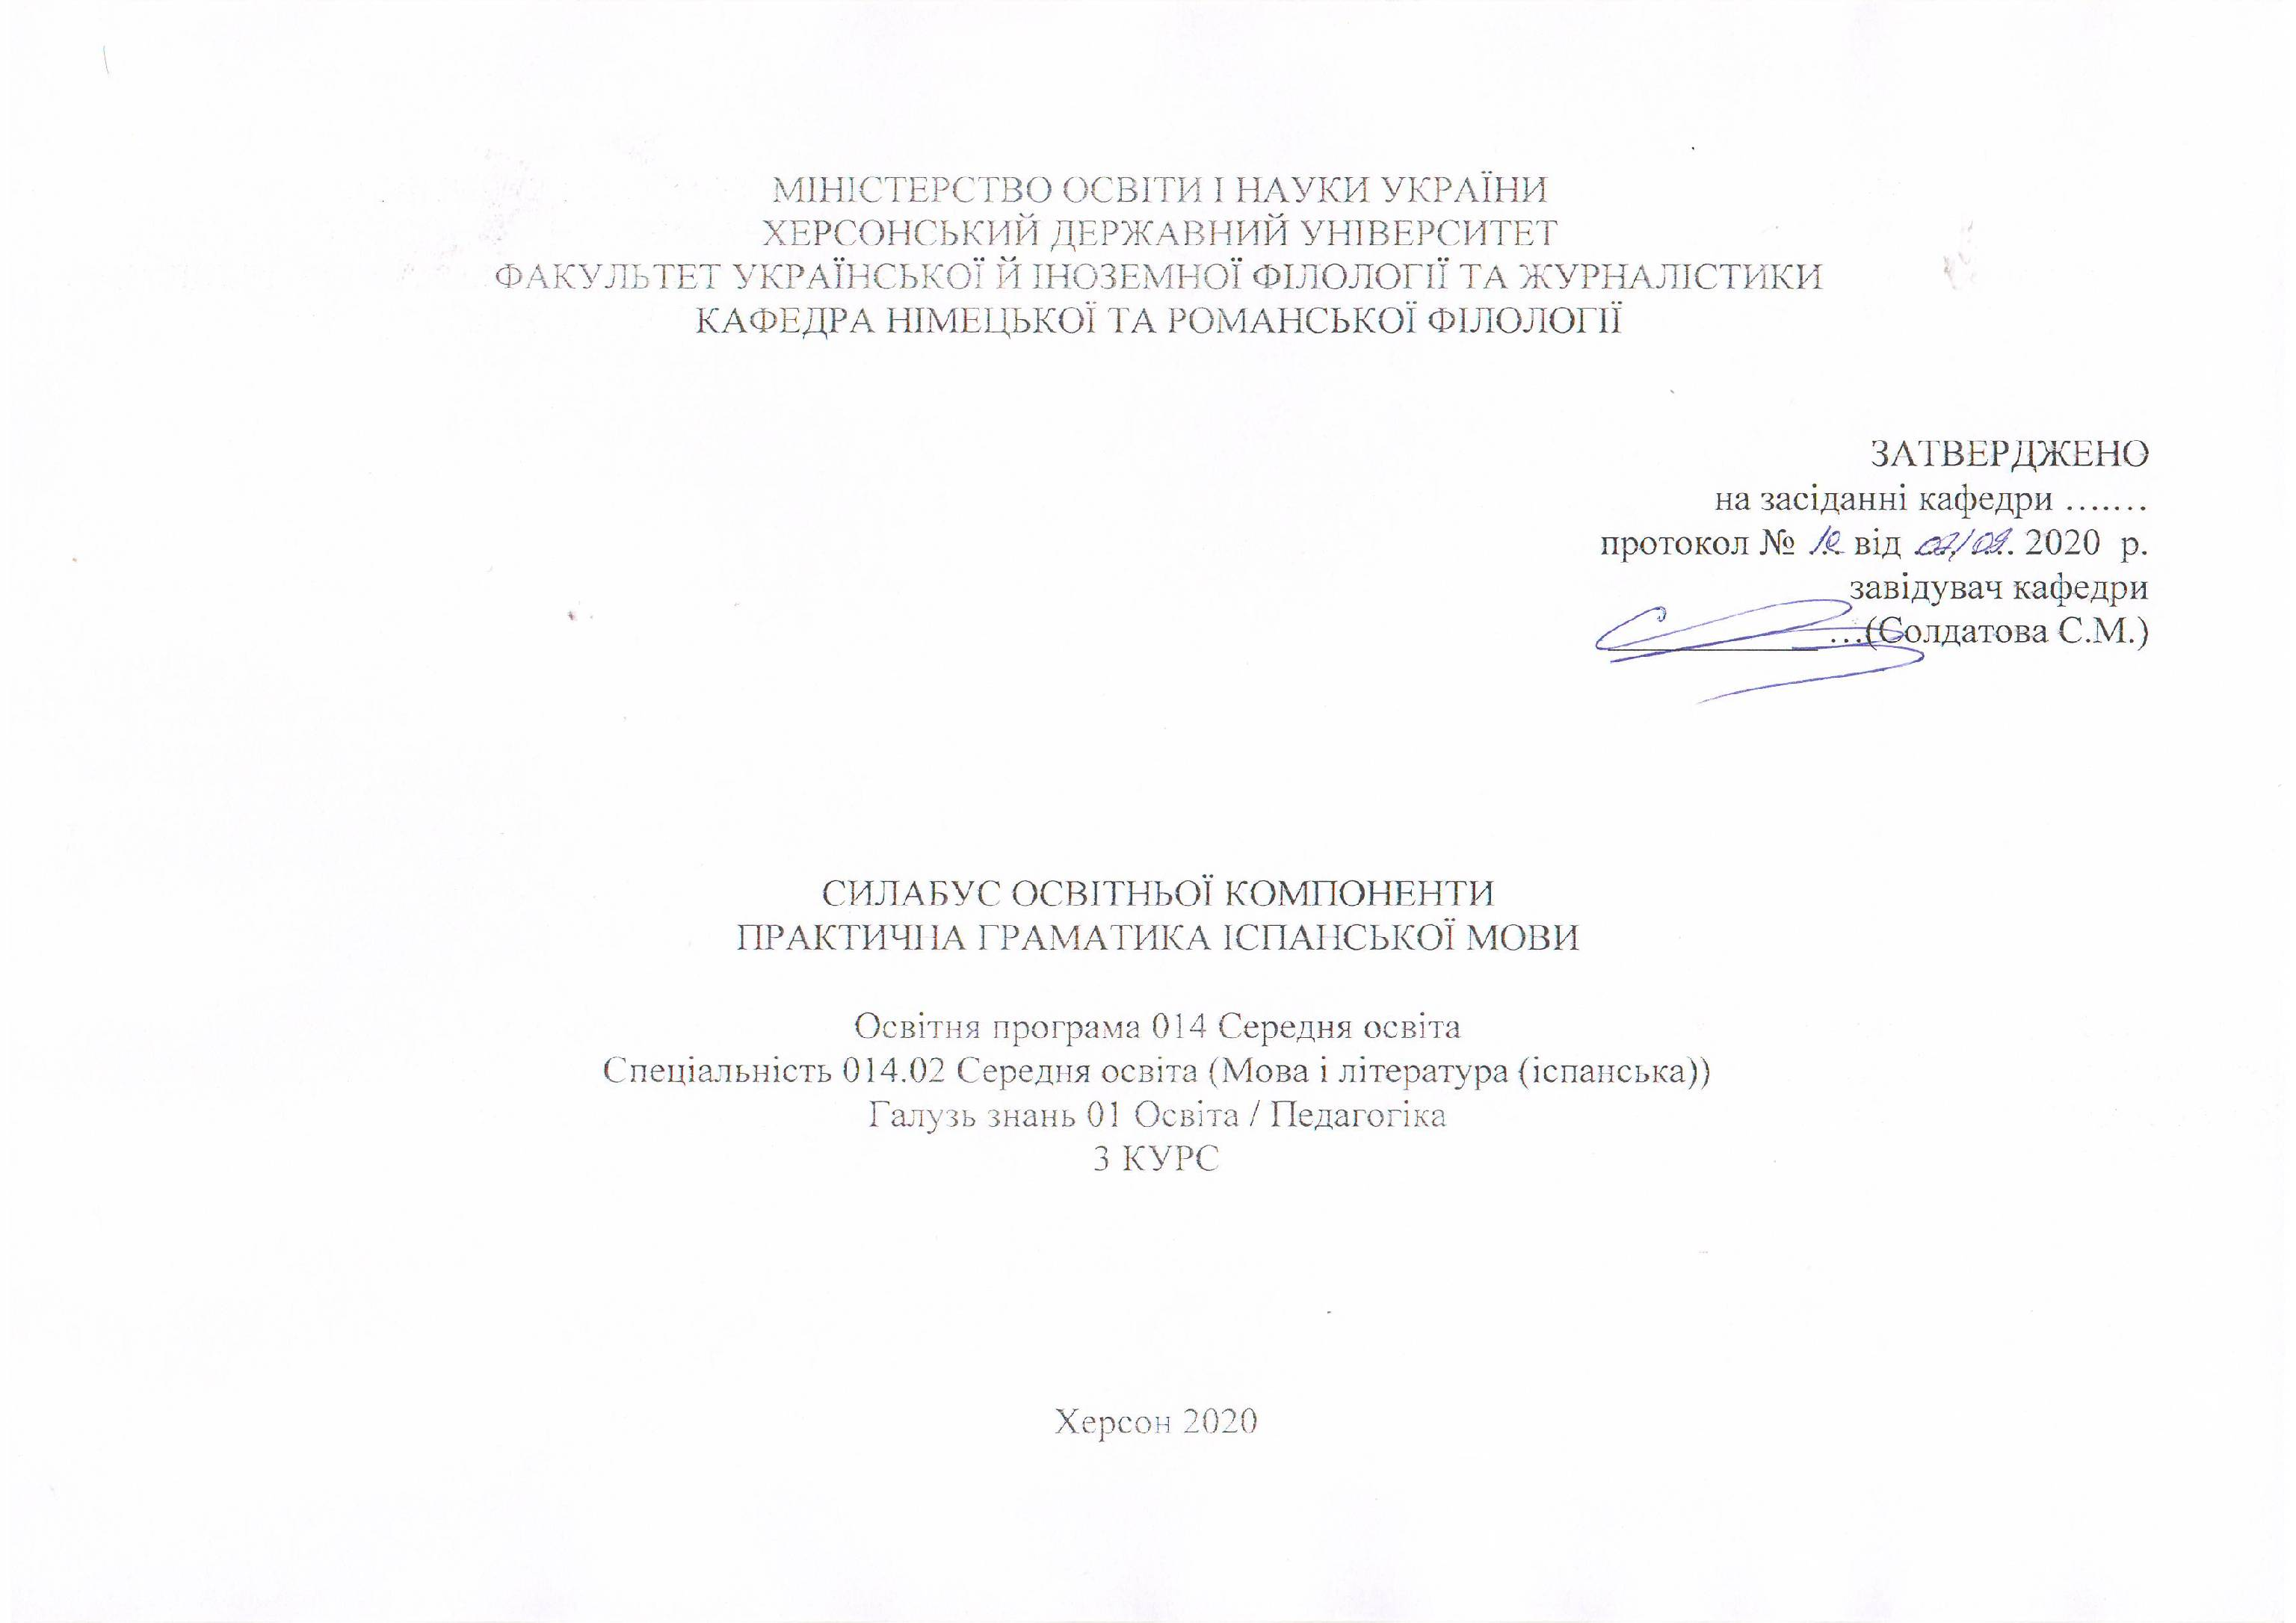 МІНІСТЕРСТВО ОСВІТИ І НАУКИ УКРАЇНИ
ХЕРСОНСЬКИЙ ДЕРЖАВНИЙ УНІВЕРСИТЕТ
ФАКУЛЬТЕТ УКРАЇНСЬКОЇ Й ІНОЗЕМНОЇ ФІЛОЛОГІЇ ТА ЖУРНАЛІСТИКИ
КАФЕДРА НІМЕЦЬКОЇ ТА РОМАНСЬКОЇ ФІЛОЛОГІЇ
ЗАТВЕРДЖЕНО
на засіданні кафедри …….
протокол № від 2020 р.
завідувач кафедри
…(Солдатова С.М.)
СИЛАБУС ОСВІТНЬОЇ КОМПОНЕНТИ
ПРАКТИЧНА ГРАМАТИКА ІСПАНСЬКОЇ МОВИ
Освітня програма 014 Середня освіта
Спеціальність 014.02 Середня освіта (Мова і література (іспанська))
Галузь знань 01 Освіта / Педагогіка
3 КУРС
Херсон 2020